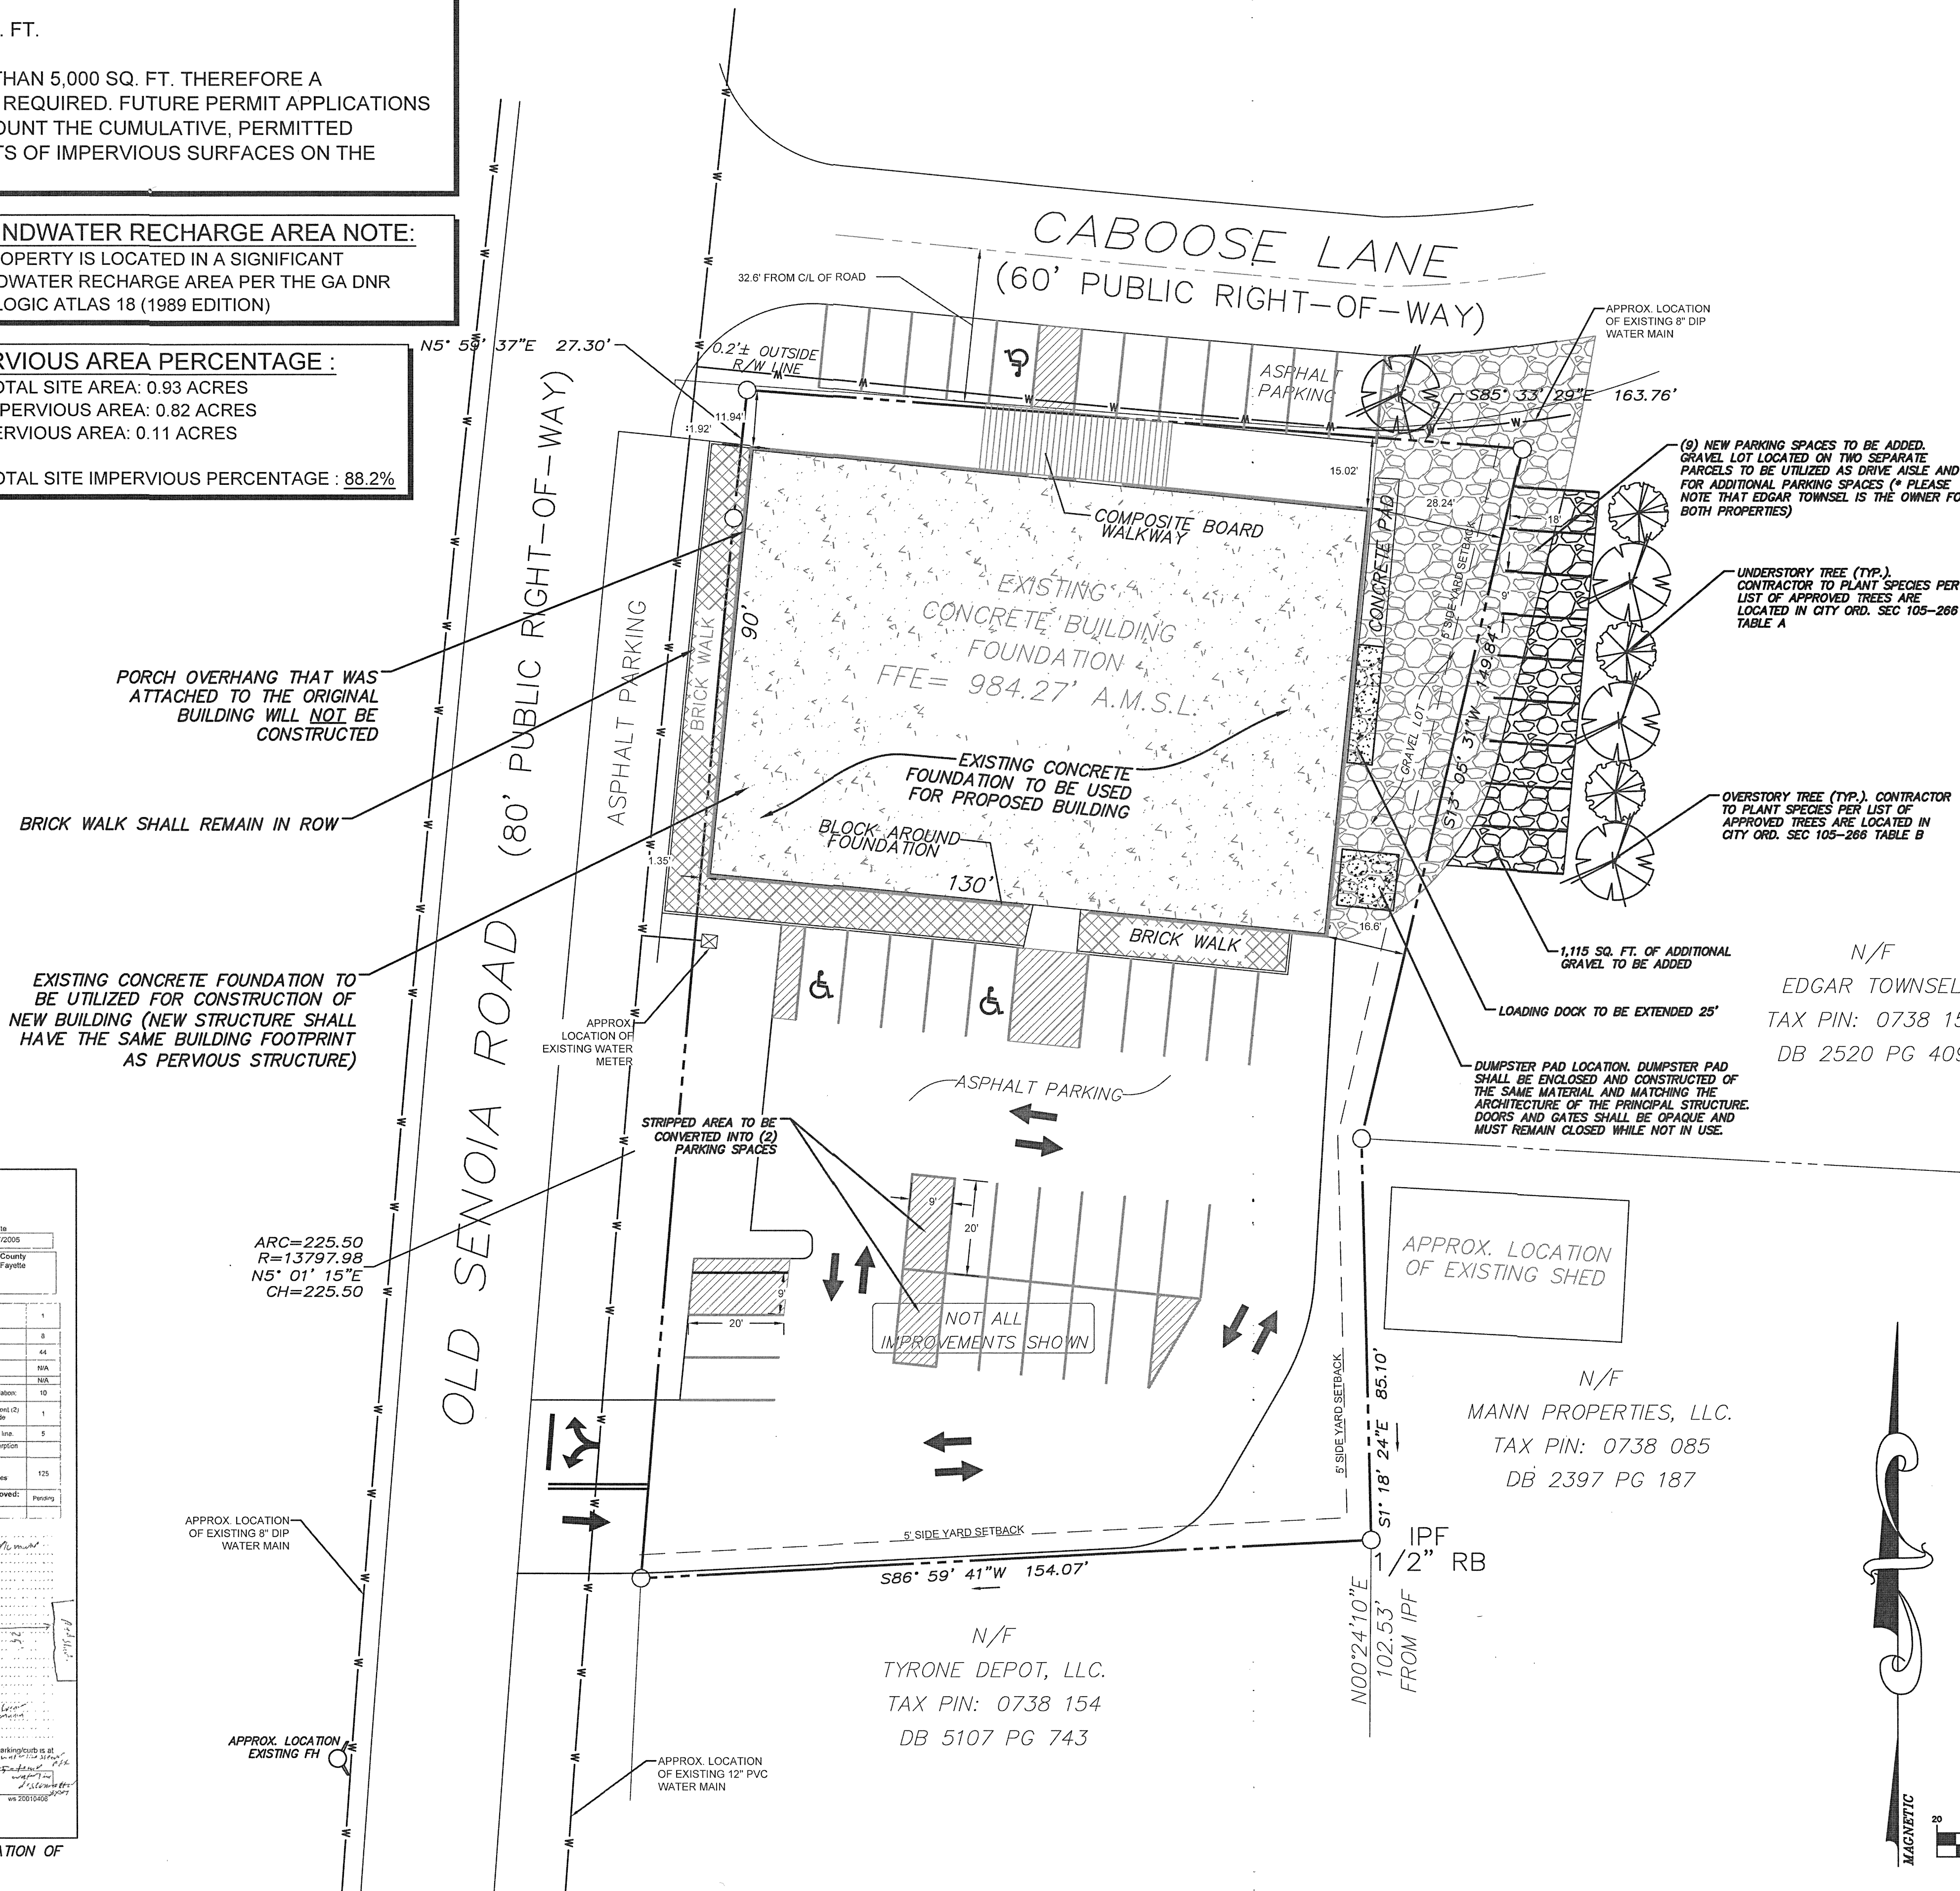 . FT.
THAN 5,000 SQ. FT. THEREFORE A
REQUIRED. FUTURE PERMIT APPLICATIONS
OUNT THE CUMULATIVE, PERMITTED
TS OF IMPERVIOUS SURFACES ON THE
NDWATER RECHARGE AREA NOTE:
OPERTY IS LOCATED IN A SIGNIFICANT
DWATER RECHARGE AREA PER THE GA DNR
LOGIC ATLAS 18 (1989 EDITION)
RVIOUS AREA PERCENTAGE :
OTAL SITE AREA: 0.93 ACRES
PERVIOUS AREA: 0.82 ACRES
ERVIOUS AREA: 0.11 ACRES
OTAL SITE IMPERVIOUS PERCENTAGE : 88.2%
CABOOSE LANE
(60' PUBLIC RIGHT-OF-WAY)
32.6' FROM C/L OF ROAD
APPROX. LOCATION
OF EXISTING 8" DIP
WATER MAIN
N5° 59' 37"E 27.30'
0.2'± OUTSIDE
R/W LINE
ASPHALT
PARKING
S85° 33' 29"E 163.76'
11.94'
11.92'
15.02'
28.24'
18'
9'
(9) NEW PARKING SPACES TO BE ADDED.
GRAVEL LOT LOCATED ON TWO SEPARATE
PARCELS TO BE UTILIZED AS DRIVE AISLE AND
FOR ADDITIONAL PARKING SPACES (* PLEASE
NOTE THAT EDGAR TOWNSEL IS THE OWNER FO
BOTH PROPERTIES)
COMPOSITE BOARD
WALKWAY
CONCRETE PAD
5' SIDE YARD SETBACK
UNDERSTORY TREE (TYP.).
CONTRACTOR TO PLANT SPECIES PER
LIST OF APPROVED TREES ARE
LOCATED IN CITY ORD. SEC 105-266
TABLE A
EXISTING
CONCRETE BUILDING
FOUNDATION
FFE= 984.27' A.M.S.L.
90'
BRICK WALK
ASPHALT PARKING
OLD SENOIA ROAD (80' PUBLIC RIGHT-OF-WAY)
PORCH OVERHANG THAT WAS
ATTACHED TO THE ORIGINAL
BUILDING WILL NOT BE
CONSTRUCTED
GRAVEL LOT
S13° 05' 31"W 149.84'
EXISTING CONCRETE
FOUNDATION TO BE USED
FOR PROPOSED BUILDING
BRICK WALK SHALL REMAIN IN ROW
OVERSTORY TREE (TYP.). CONTRACTOR
TO PLANT SPECIES PER LIST OF
APPROVED TREES ARE LOCATED IN
CITY ORD. SEC 105-266 TABLE B
BLOCK AROUND
FOUNDATION
1.35'
130'
16.6'
BRICK WALK
1,115 SQ. FT. OF ADDITIONAL
GRAVEL TO BE ADDED
N/F
EDGAR TOWNSEL
TAX PIN: 0738 15
DB 2520 PG 409
EXISTING CONCRETE FOUNDATION TO
BE UTILIZED FOR CONSTRUCTION OF
NEW BUILDING (NEW STRUCTURE SHALL
HAVE THE SAME BUILDING FOOTPRINT
AS PERVIOUS STRUCTURE)
LOADING DOCK TO BE EXTENDED 25'
APPROX.
LOCATION OF
EXISTING WATER
METER
DUMPSTER PAD LOCATION. DUMPSTER PAD
SHALL BE ENCLOSED AND CONSTRUCTED OF
THE SAME MATERIAL AND MATCHING THE
ARCHITECTURE OF THE PRINCIPAL STRUCTURE.
DOORS AND GATES SHALL BE OPAQUE AND
MUST REMAIN CLOSED WHILE NOT IN USE.
ASPHALT PARKING
STRIPPED AREA TO BE
CONVERTED INTO (2)
PARKING SPACES
9'
20'
ARC=225.50
R=13797.98
N5° 01' 15"E
CH=225.50
9'
20'
NOT ALL
IMPROVEMENTS SHOWN
APPROX. LOCATION
OF EXISTING SHED
5' SIDE YARD SETBACK
S1° 18' 24"E 85.10'
N/F
MANN PROPERTIES, LLC.
TAX PIN: 0738 085
DB 2397 PG 187
/2005
County
Fayette
1
8
44
N/A
N/A
10
1
line. 5
125
Pending
APPROX. LOCATION
OF EXISTING 8" DIP
WATER MAIN
5' SIDE YARD SETBACK
S86° 59' 41"W 154.07'
IPF
1/2" RB
N00°24'10"E
102.53'
FROM IPF
N/F
TYRONE DEPOT, LLC.
TAX PIN: 0738 154
DB 5107 PG 743
APPROX. LOCATION
EXISTING FH
APPROX. LOCATION
OF EXISTING 12" PVC
WATER MAIN
arking/curb is at
ws 20010408
ATION OF
MAGNETIC
20